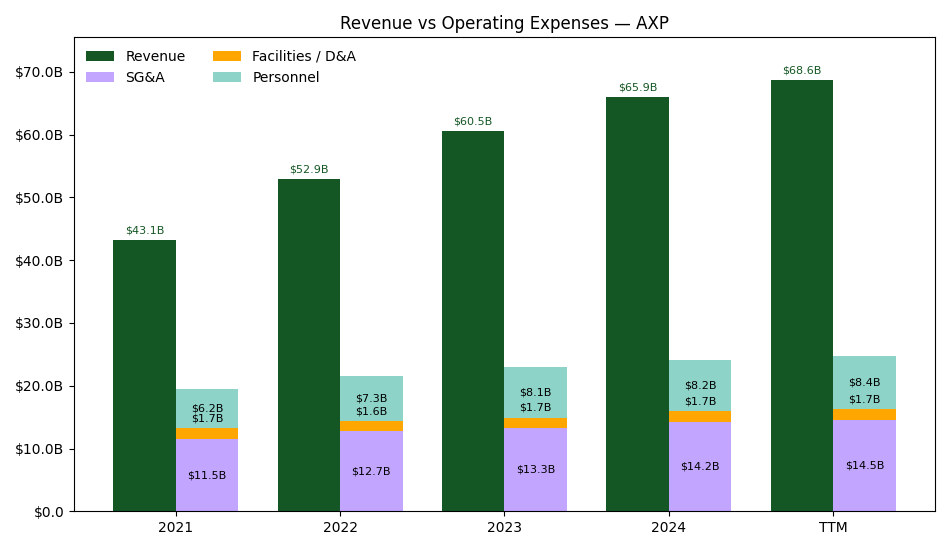 Revenue vs Operating Expenses — AXP
Revenue
SG&A
Facilities / D&A
Personnel
$70.0B
$60.0B
$50.0B
$40.0B
$30.0B
$20.0B
$10.0B
$0.0
$43.1B
$52.9B
$60.5B
$65.9B
$68.6B
$6.2B
$1.7B
$11.5B
$7.3B
$1.6B
$12.7B
$8.1B
$1.7B
$13.3B
$8.2B
$1.7B
$14.2B
$8.4B
$1.7B
$14.5B
2021
2022
2023
2024
TTM